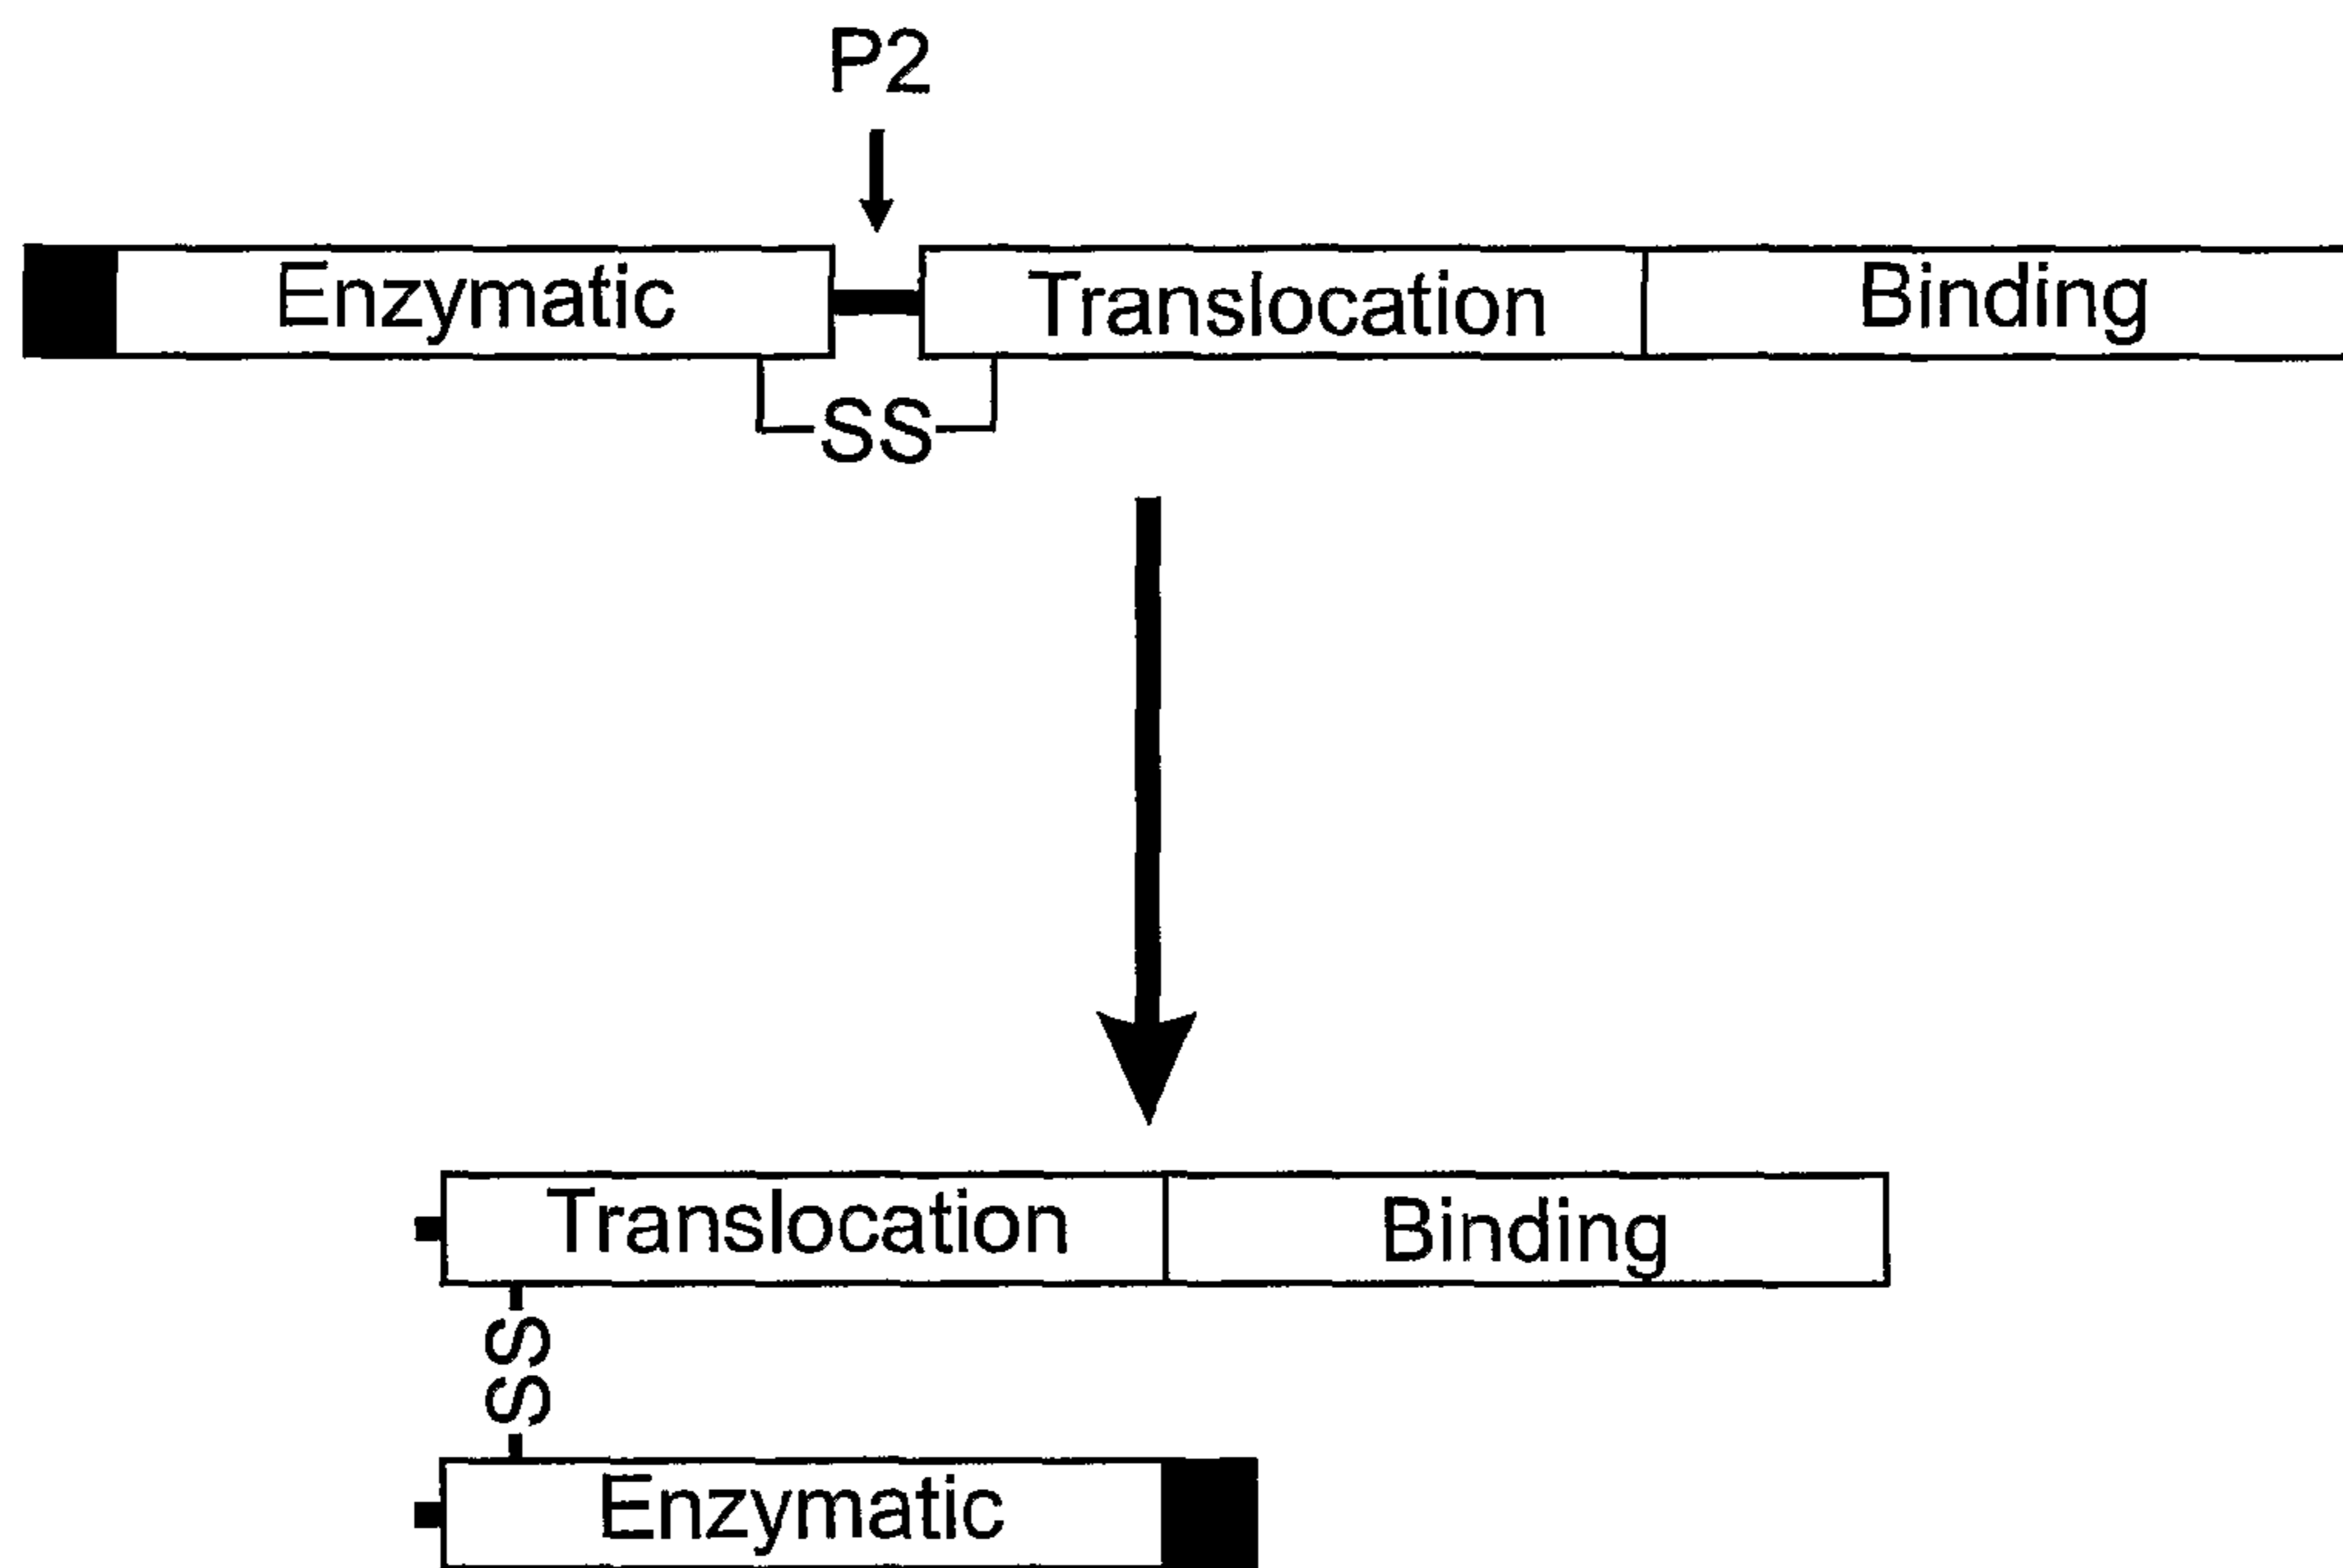 P2
Enzymatic Translocation Binding
SS
Translocation Binding
SS
Enzymatic